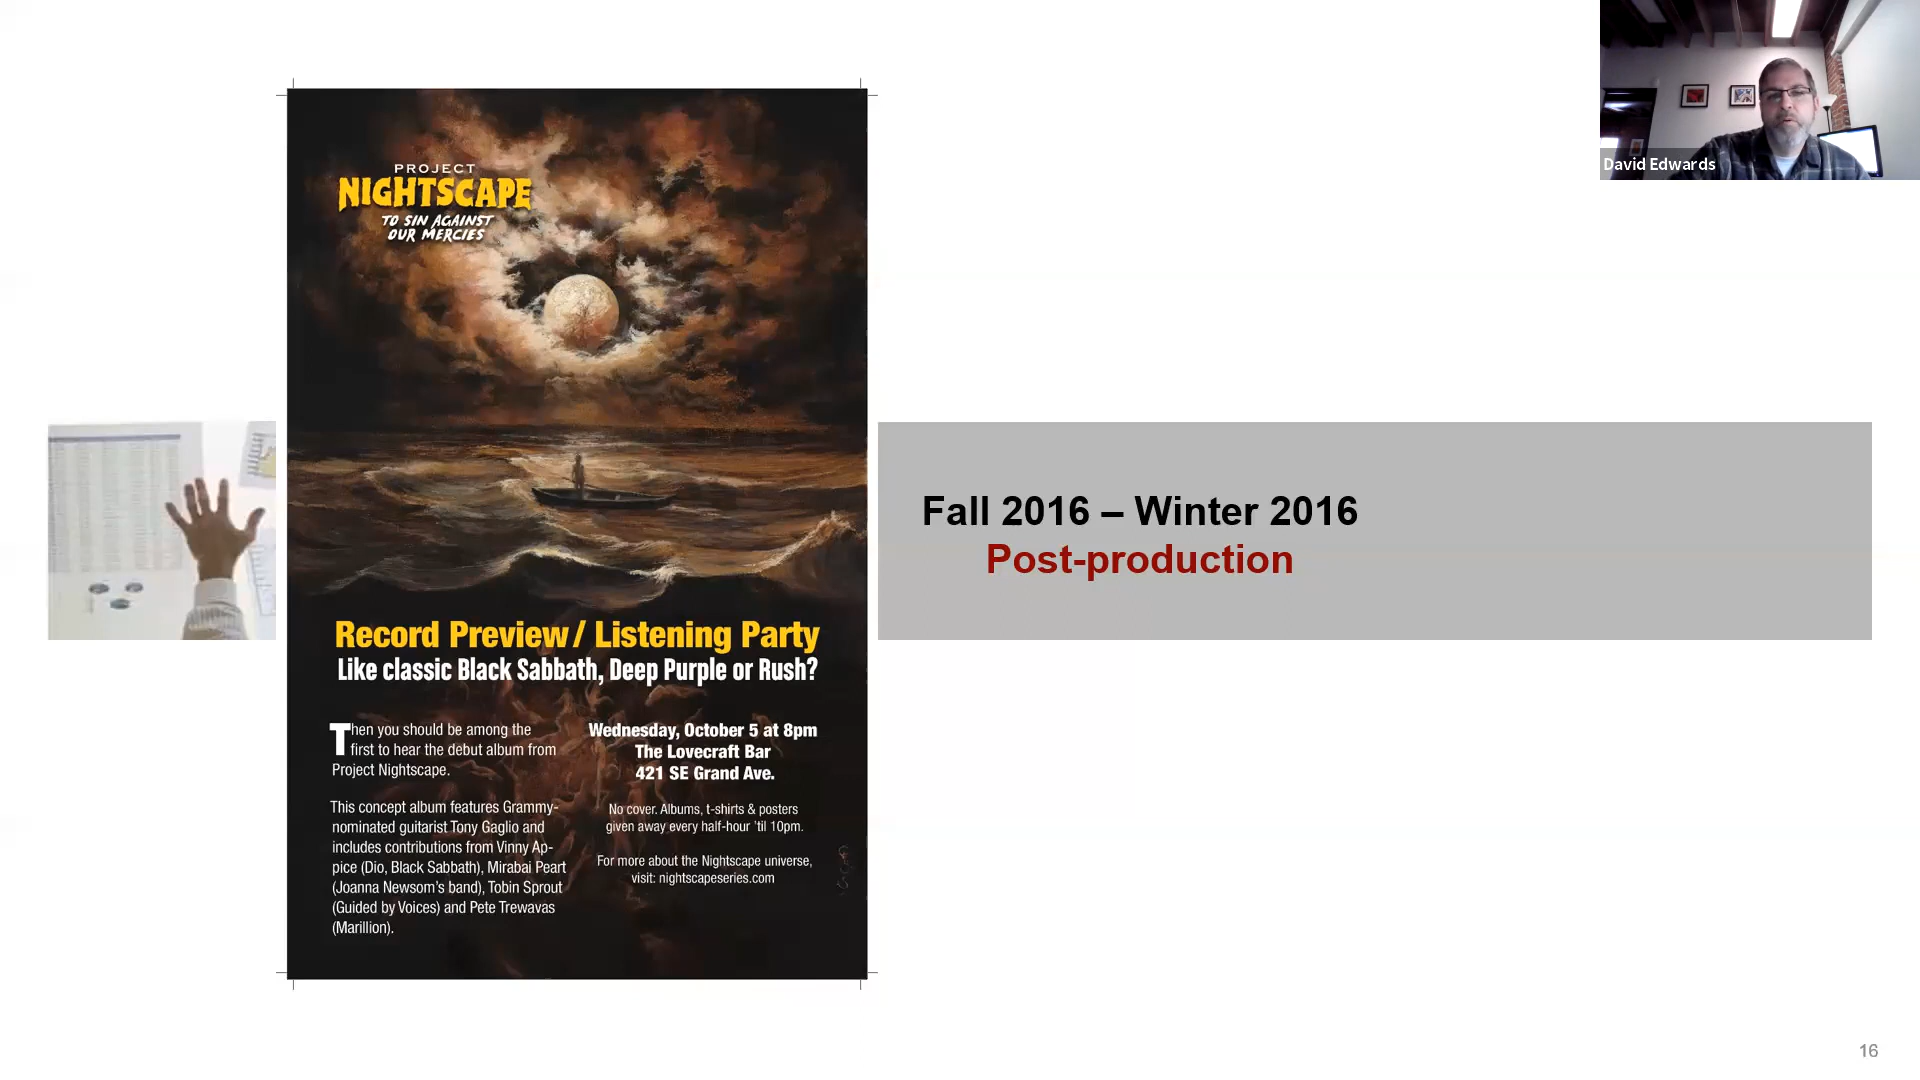 David Edwards
PROJECT
NIGHTSCAPE
TO SIN AGAINST
OUR MERCIES
Fall 2016 – Winter 2016
Post-production
Record Preview / Listening Party
Like classic Black Sabbath, Deep Purple or Rush?
Then you should be among the
first to hear the debut album from
Project Nightscape.
This concept album features Grammy-
nominated guitarist Tony Gaglio and
includes contributions from Vinny Ap-
pice (Dio, Black Sabbath), Mirabai Peart
(Joanna Newsom's band), Tobin Sprout
(Guided by Voices) and Pete Trewavas
(Marillion).
Wednesday, October 5 at 8pm
The Lovecraft Bar
421 SE Grand Ave.
No cover. Albums, t-shirts & posters
given away every half-hour 'til 10pm.
For more about the Nightscape universe,
visit: nightscapeseries.com
16